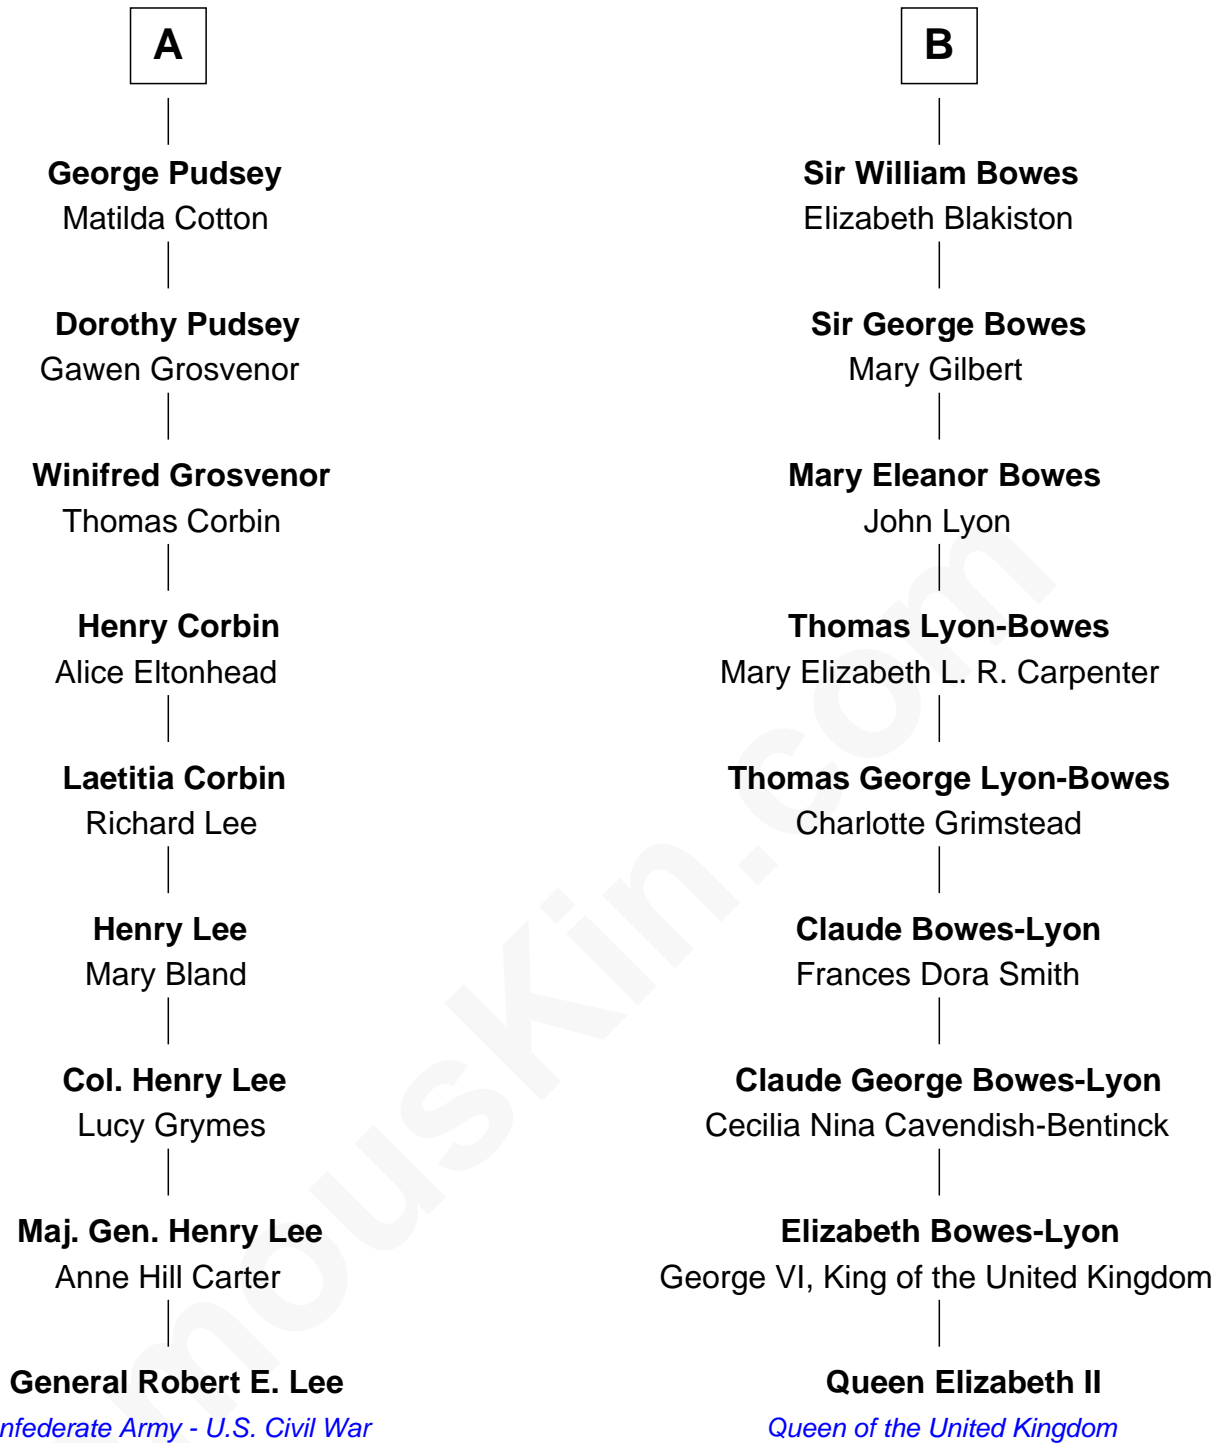 A
George Pudsey
Matilda Cotton
Dorothy Pudsey
Gawen Grosvenor
Winifred Grosvenor
Thomas Corbin
Henry Corbin
Alice Eltonhead
Laetitia Corbin
Richard Lee
Henry Lee
Mary Bland
Col. Henry Lee
Lucy Grymes
Maj. Gen. Henry Lee
Anne Hill Carter
General Robert E. Lee
nfederate Army - U.S. Civil War
B
Sir William Bowes
Elizabeth Blakiston
Sir George Bowes
Mary Gilbert
Mary Eleanor Bowes
John Lyon
Thomas Lyon-Bowes
Mary Elizabeth L. R. Carpenter
Thomas George Lyon-Bowes
Charlotte Grimstead
Claude Bowes-Lyon
Frances Dora Smith
Claude George Bowes-Lyon
Cecilia Nina Cavendish-Bentinck
Elizabeth Bowes-Lyon
George VI, King of the United Kingdom
Queen Elizabeth II
Queen of the United Kingdom
mouskin.com